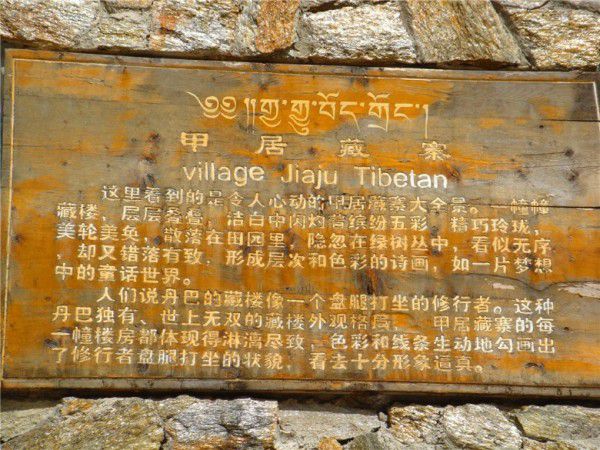 ༄༅།།གྱ་གྱུ་བོད་གྲོང་།
甲居藏寨
village Jiaju Tibetan
这里看到的是令人心动的甲居藏寨大全景。一幢幢
藏楼，层层叠叠，洁白中闪灼着缤纷五彩，精巧玲珑，
美轮美奂，散落在田园里，隐忽在绿树丛中，看似无序
，却又错落有致，形成层次和色彩的诗画，如一片梦想
中的童话世界。
人们说丹巴的藏楼像一个盘腿打坐的修行者。这种
丹巴独有、世上无双的藏楼外观格局，甲居藏寨的每
一幢楼房都体现得淋漓尽致，色彩和线条生动地勾画出
了修行者盘腿打坐的状貌，看去十分形象逼真。